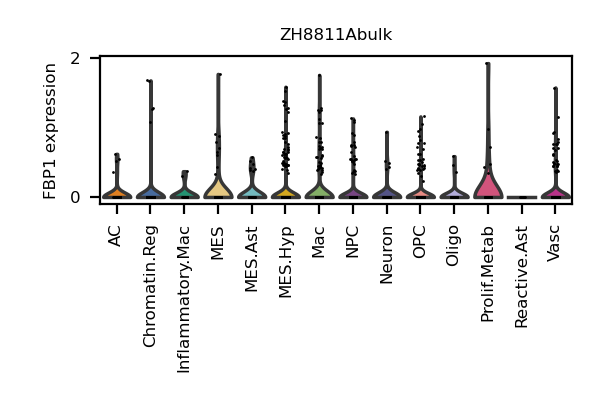 ZH8811Abulk
FBP1 expression
2
0
AC
Chromatin.Reg
Inflammatory.Mac
MES
MES.Ast
MES.Hyp
Mac
NPC
Neuron
OPC
Oligo
Prolif.Metab
Reactive.Ast
Vasc